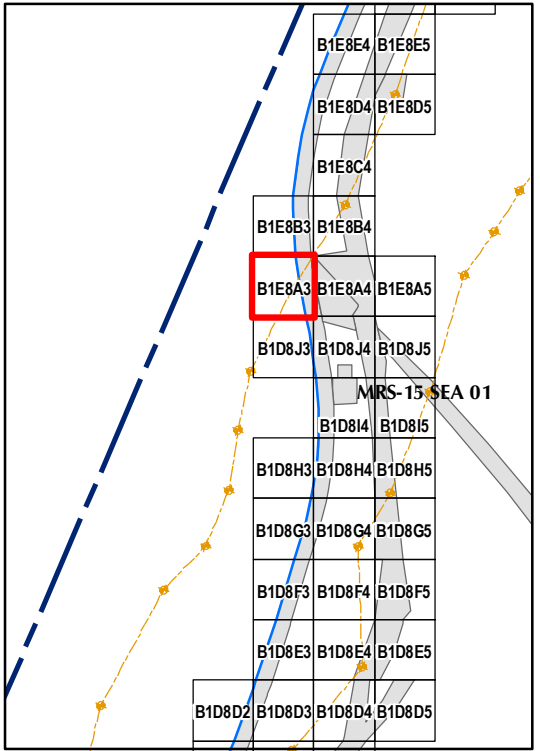 B1E8E4 B1E8E5
B1E8D4 B1E8D5
B1E8C4
B1E8B3 B1E8B4
B1E8A3 B1E8A4 B1E8A5
B1D8J3 B1D8J4 B1D8J5
MRS-15 SEA 01
B1D8I4 B1D8I5
B1D8H3 B1D8H4 B1D8H5
B1D8G3 B1D8G4 B1D8G5
B1D8F3 B1D8F4 B1D8F5
B1D8E3 B1D8E4 B1D8E5
B1D8D2 B1D8D3 B1D8D4 B1D8D5